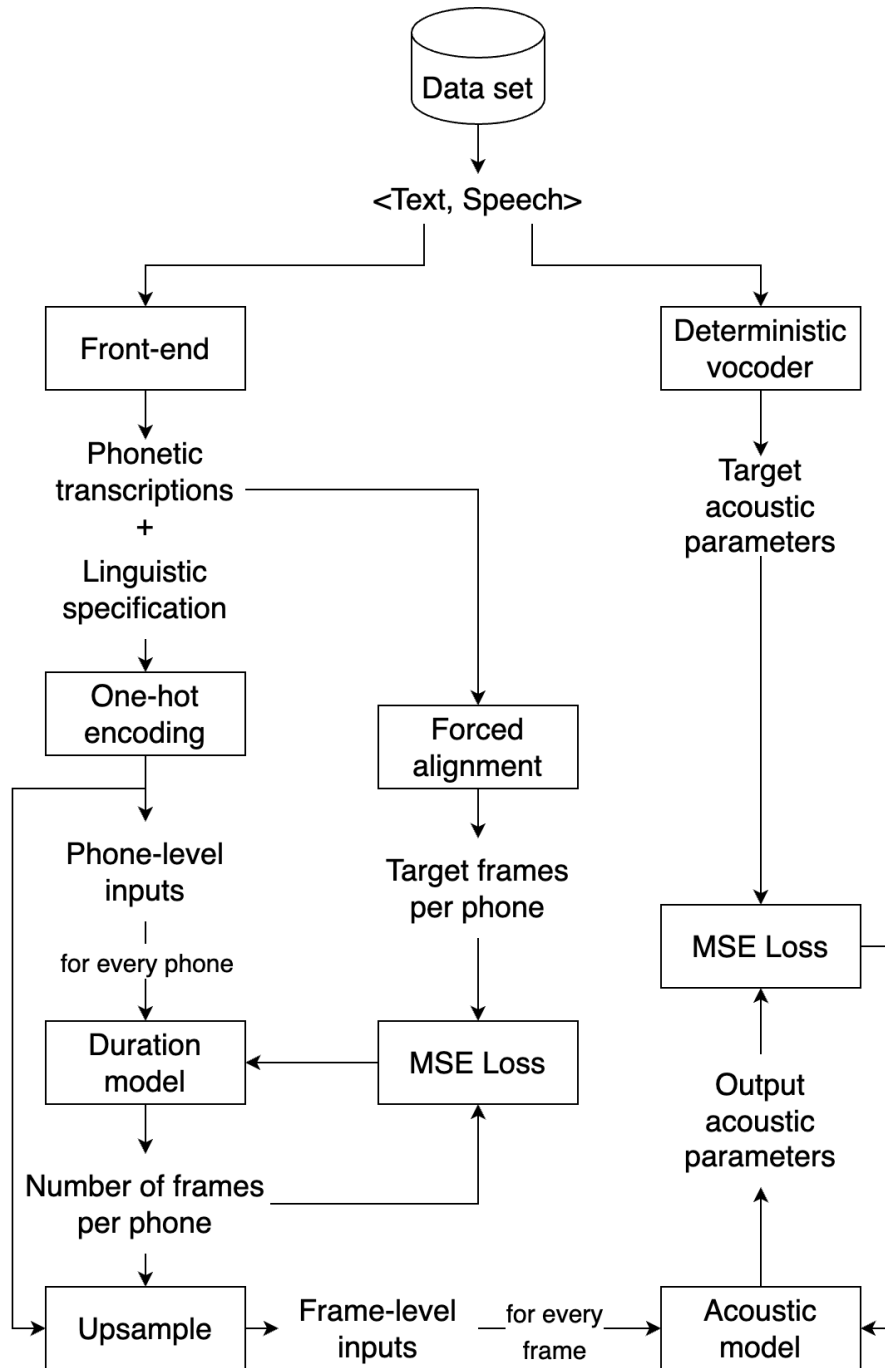 Data set
<Text, Speech>
Front-end
Deterministic
vocoder
Phonetic
transcriptions
+
Linguistic
specification
Target
acoustic
parameters
One-hot
encoding
Forced
alignment
Phone-level
inputs
Target frames
per phone
for every phone
MSE Loss
Duration
model
MSE Loss
Output
acoustic
parameters
Number of frames
per phone
Upsample
Frame-level
inputs
for every
frame
Acoustic
model